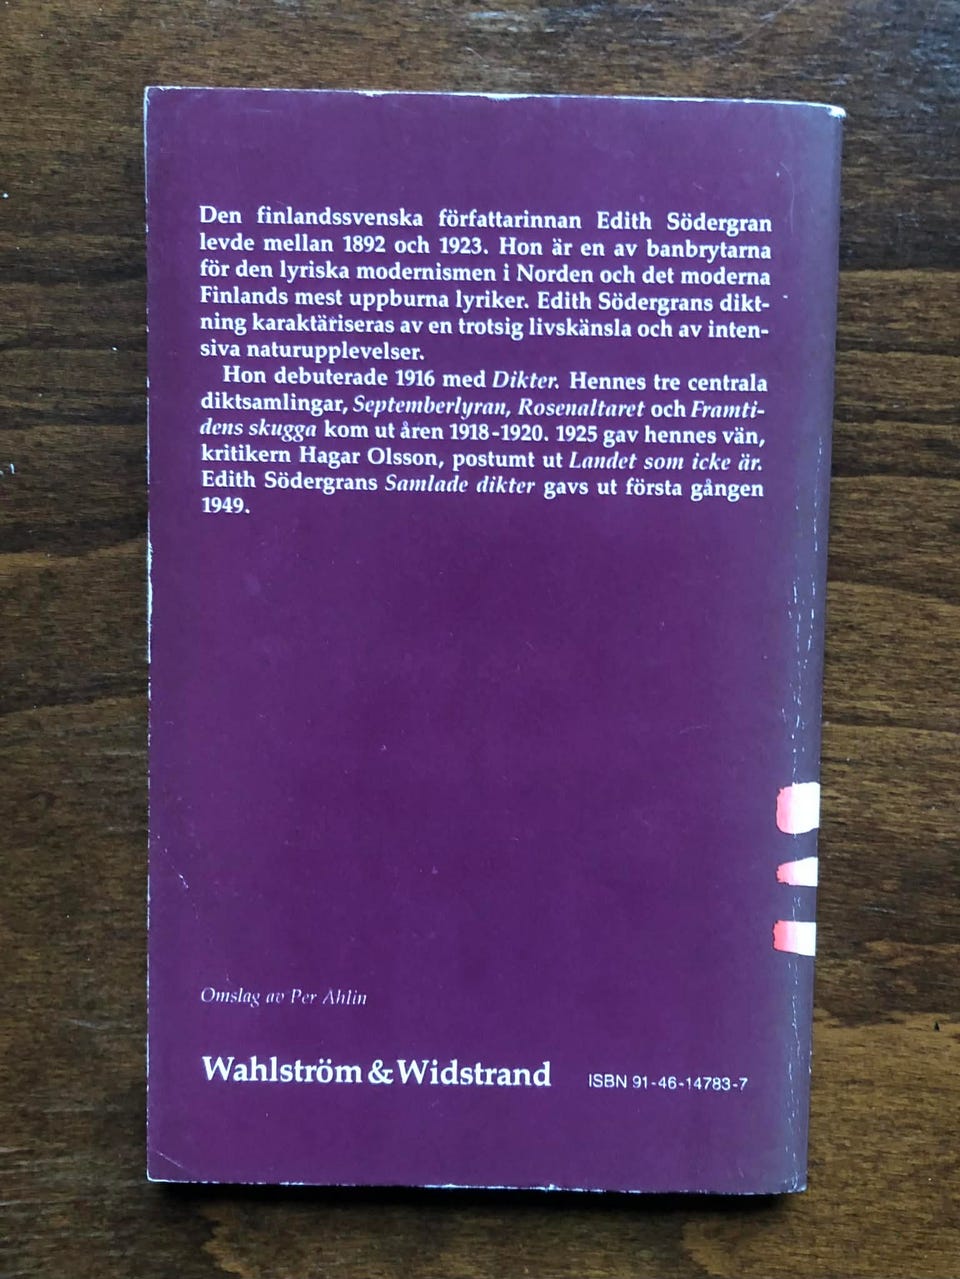 Den finlandssvenska författarinnan Edith Södergran
levde mellan 1892 och 1923. Hon är en av banbrytarna
för den lyriska modernismen i Norden och det moderna
Finlands mest uppburna lyriker. Edith Södergrans dikt-
ning karaktäriseras av en trotsig livskänsla och av inten-
siva naturupplevelser.
Hon debuterade 1916 med Dikter. Hennes tre centrala
diktsamlingar, Septemberlyran, Rosenaltaret och Framti-
dens skugga kom ut åren 1918-1920. 1925 gav hennes vän,
kritikern Hagar Olsson, postumt ut Landet som icke är.
Edith Södergrans Samlade dikter gavs ut första gången
1949.
Omslag av Per Åhlin
Wahlström & Widstrand
ISBN 91-46-14783-7